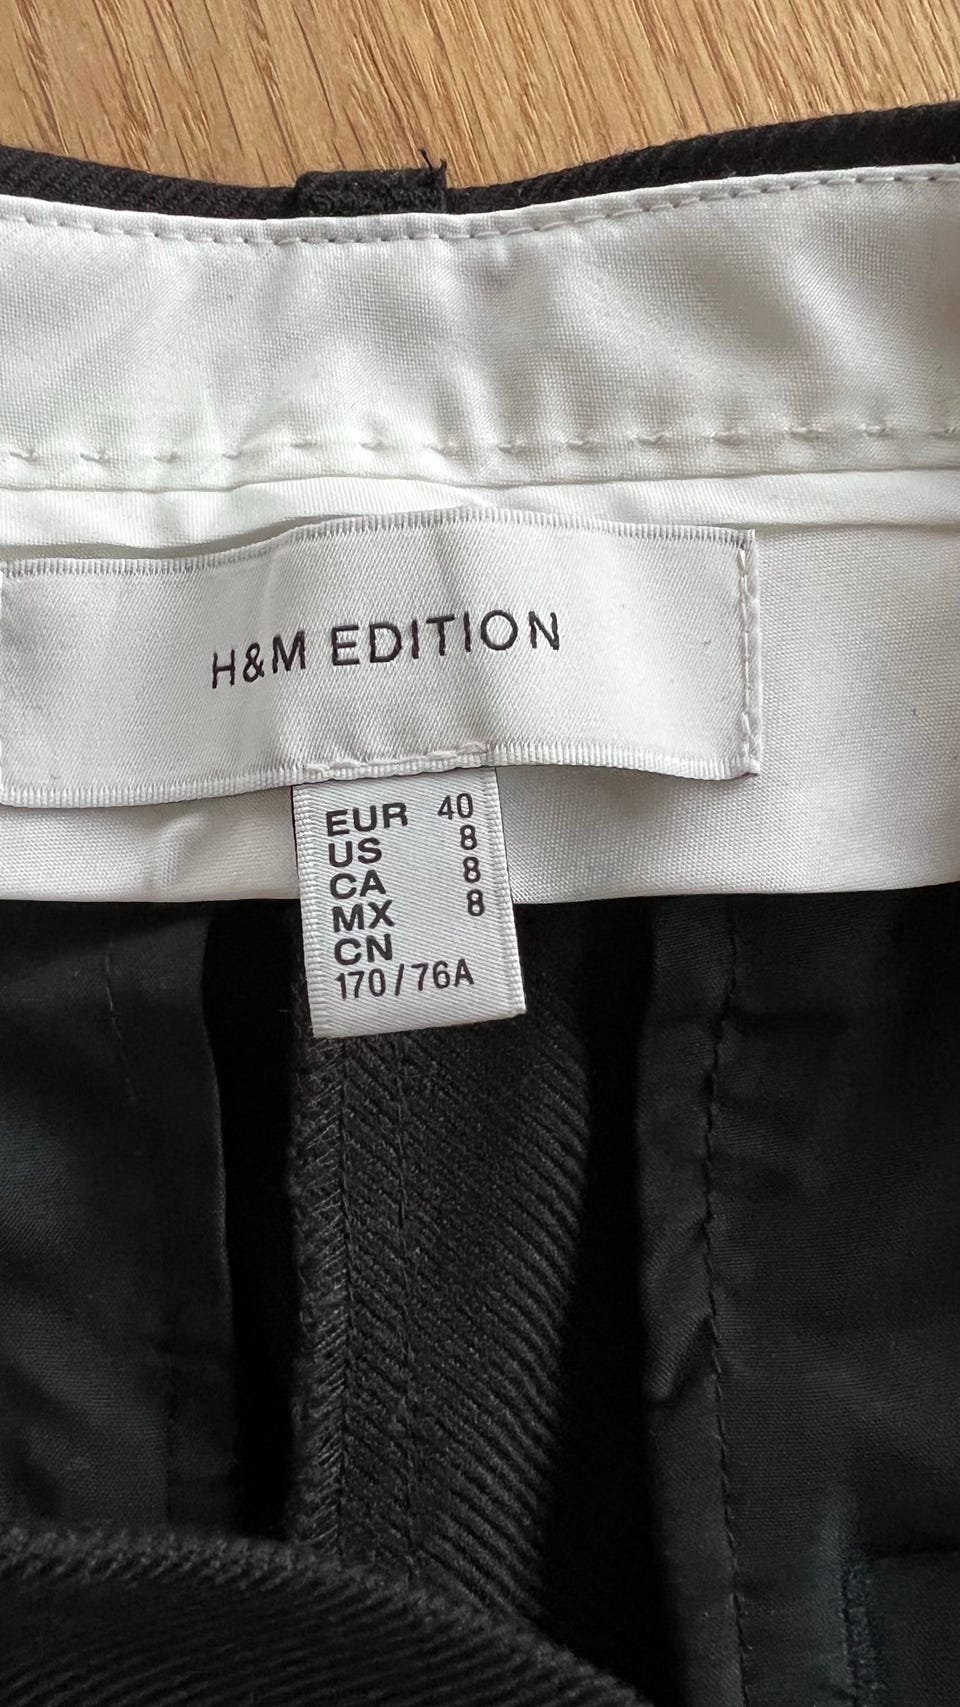 H&M EDITION
EUR 40
US 8
CA 8
MX 8
CN
170/76A